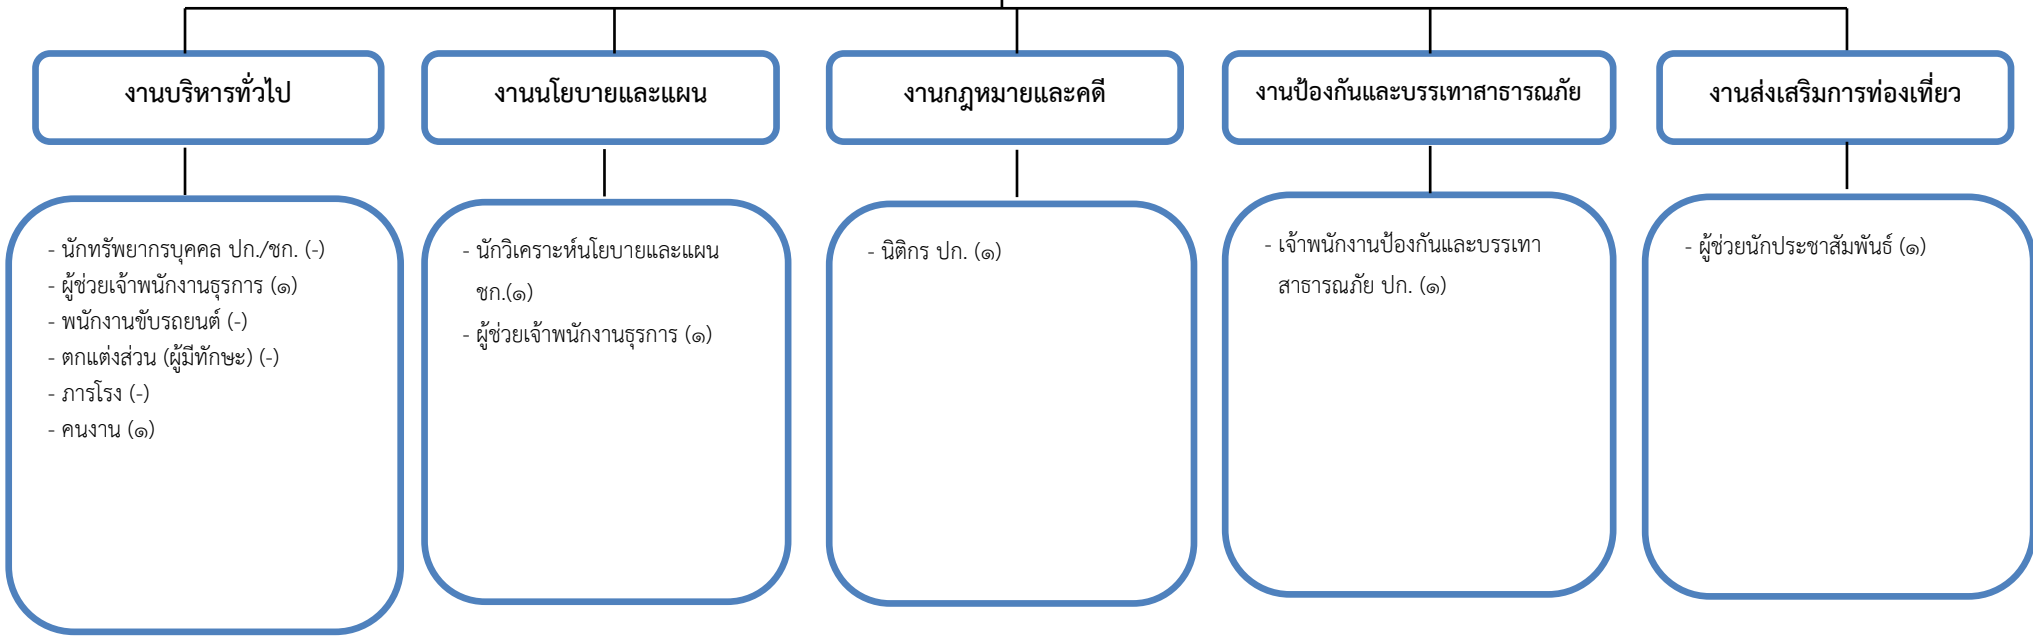 งานบริหารทั่วไป
งานนโยบายและแผน
งานกฎหมายและคดี
งานป้องกันและบรรเทาสาธารณภัย
งานส่งเสริมการท่องเที่ยว
- นักทรัพยากรบุคคล ปก./ชก. (-)
- ผู้ช่วยเจ้าพนักงานธุรการ (๑)
- พนักงานขับรถยนต์ (-)
- ตกแต่งส่วน (ผู้มีทักษะ) (-)
- ภารโรง (-)
- คนงาน (๑)
- นักวิเคราะห์นโยบายและแผน
ชก.(๑)
- ผู้ช่วยเจ้าพนักงานธุรการ (๑)
- นิติกร ปก. (๑)
- เจ้าพนักงานป้องกันและบรรเทา
สาธารณภัย ปก. (๑)
- ผู้ช่วยนักประชาสัมพันธ์ (๑)